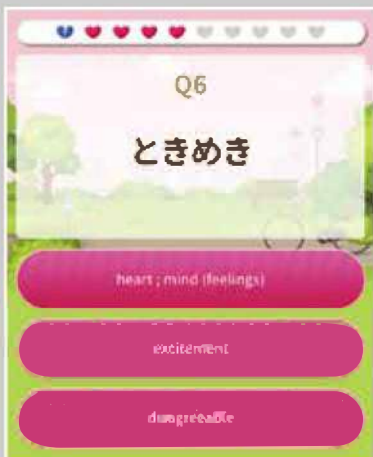 Q6
ときめき
heart ; mind (feelings)
excitement
disagreeable